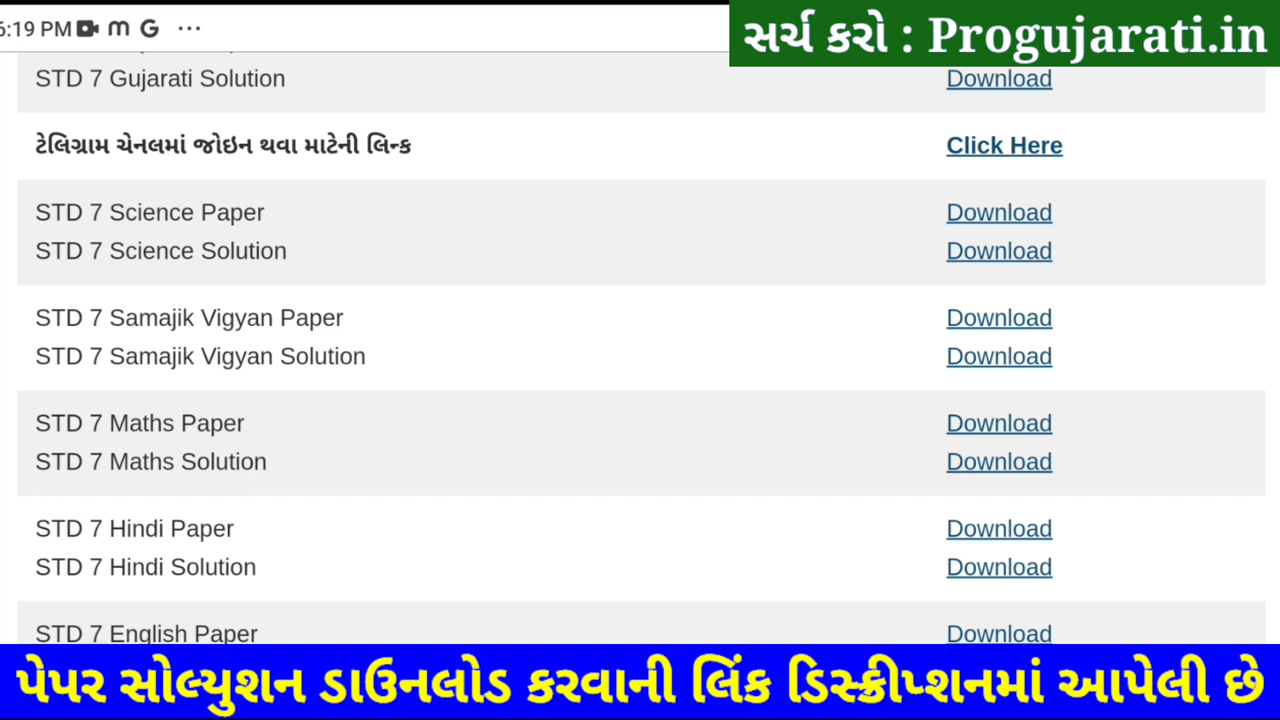 6:19 PM
સર્ચ કરો : Progujarati.in
STD 7 Gujarati Solution Download
ટેલિગ્રામ ચેનલમાં જોઇન થવા માટેની લિન્ક Click Here
STD 7 Science Paper Download
STD 7 Science Solution Download
STD 7 Samajik Vigyan Paper Download
STD 7 Samajik Vigyan Solution Download
STD 7 Maths Paper Download
STD 7 Maths Solution Download
STD 7 Hindi Paper Download
STD 7 Hindi Solution Download
STD 7 English Paper Download
પેપર સોલ્યુશન ડાઉનલોડ કરવાની લિંક ડિસ્ક્રીપ્શનમાં આપેલી છે